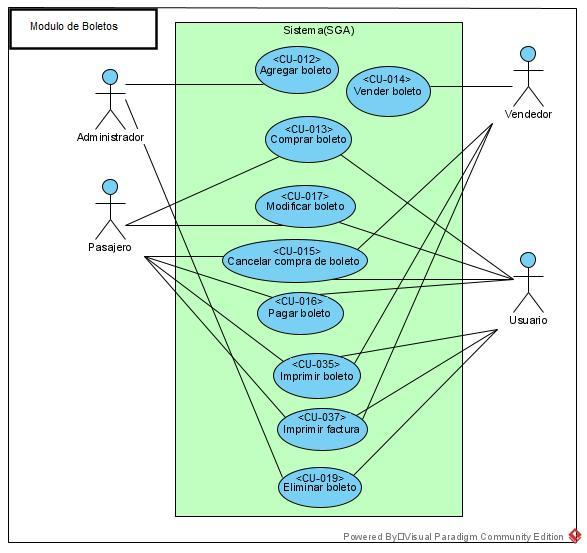 Modulo de Boletos
Sistema(SGA)
<CU-012>
Agregar boleto
<CU-014>
Vender boleto
Administrador
Vendedor
<CU-013>
Comprar boleto
<CU-017>
Modificar boleto
Pasajero
<CU-015>
Cancelar compra de boleto
<CU-016>
Pagar boleto
Usuario
<CU-035>
Imprimir boleto
<CU-037>
Imprimir factura
<CU-019>
Eliminar boleto
Powered By□Visual Paradigm Community Edition